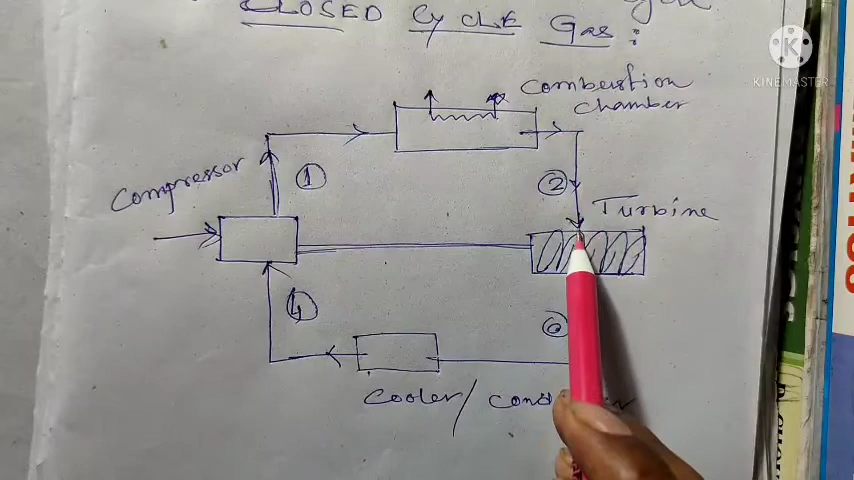 CLOSED Cycle Gas :
Combustion
chamber
KINEMASTER
Compressor
①
②
Turbine
④
Cooler/